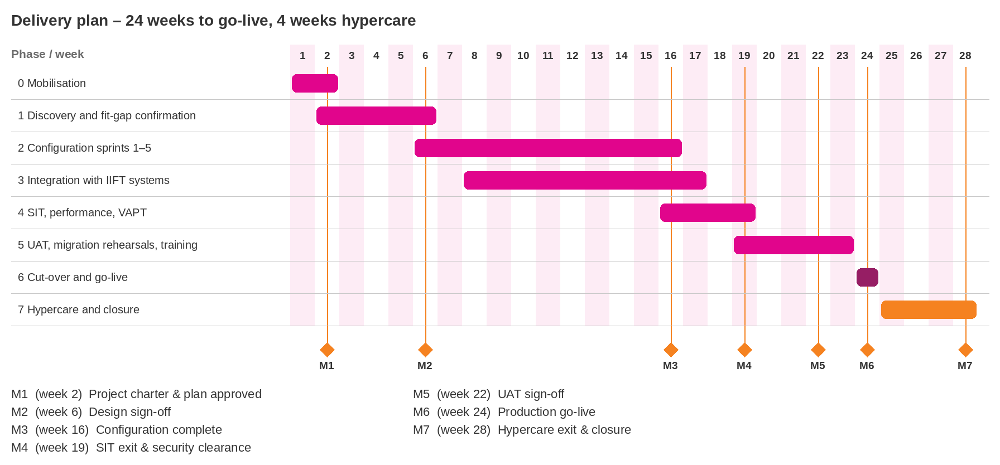 Delivery plan – 24 weeks to go-live, 4 weeks hypercare
Phase / week 1 2 3 4 5 6 7 8 9 10 11 12 13 14 15 16 17 18 19 20 21 22 23 24 25 26 27 28
0 Mobilisation
1 Discovery and fit-gap confirmation
2 Configuration sprints 1–5
3 Integration with IIFT systems
4 SIT, performance, VAPT
5 UAT, migration rehearsals, training
6 Cut-over and go-live
7 Hypercare and closure
M1 M2 M3 M4 M5 M6 M7
M1 (week 2) Project charter & plan approved
M2 (week 6) Design sign-off
M3 (week 16) Configuration complete
M4 (week 19) SIT exit & security clearance
M5 (week 22) UAT sign-off
M6 (week 24) Production go-live
M7 (week 28) Hypercare exit & closure